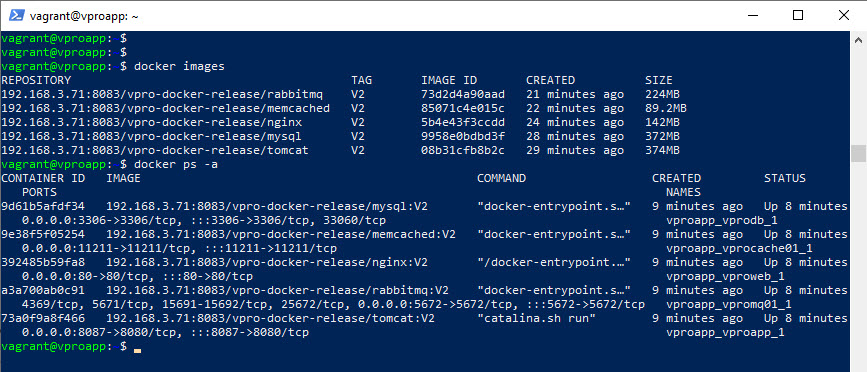 vagrant@vproapp: ~
vagrant@vproapp: $
vagrant@vproapp: $
vagrant@vproapp: $ docker images
REPOSITORY TAG IMAGE ID CREATED SIZE
192.168.3.71:8083/vpro-docker-release/rabbitmq V2 73d2d4a90aad 21 minutes ago 224MB
192.168.3.71:8083/vpro-docker-release/memcached V2 85071c4e015c 22 minutes ago 89.2MB
192.168.3.71:8083/vpro-docker-release/nginx V2 5b4e43f3ccdd 24 minutes ago 142MB
192.168.3.71:8083/vpro-docker-release/mysql V2 9958e0bdbd3f 28 minutes ago 372MB
192.168.3.71:8083/vpro-docker-release/tomcat V2 08b31cfb8b2c 29 minutes ago 374MB
vagrant@vproapp: $ docker ps -a
CONTAINER ID IMAGE COMMAND CREATED STATUS
PORTS NAMES
9d61b5afdf34 192.168.3.71:8083/vpro-docker-release/mysql:V2 "docker-entrypoint.s…" 9 minutes ago Up 8 minutes
0.0.0.0:3306->3306/tcp, :::3306->3306/tcp, 33060/tcp vproapp_vprodb_1
9e38f5f05254 192.168.3.71:8083/vpro-docker-release/memcached:V2 "docker-entrypoint.s…" 9 minutes ago Up 8 minutes
0.0.0.0:11211->11211/tcp, :::11211->11211/tcp vproapp_vprocache01_1
392485b59fa8 192.168.3.71:8083/vpro-docker-release/nginx:V2 "/docker-entrypoint.…" 9 minutes ago Up 8 minutes
0.0.0.0:80->80/tcp, :::80->80/tcp vproapp_vproweb_1
a3a700ab0c91 192.168.3.71:8083/vpro-docker-release/rabbitmq:V2 "docker-entrypoint.s…" 9 minutes ago Up 8 minutes
4369/tcp, 5671/tcp, 15691-15692/tcp, 25672/tcp, 0.0.0.0:5672->5672/tcp, :::5672->5672/tcp vproapp_vpromq01_1
73a0f9a8f466 192.168.3.71:8083/vpro-docker-release/tomcat:V2 "catalina.sh run" 9 minutes ago Up 8 minutes
0.0.0.0:8087->8080/tcp, :::8087->8080/tcp vproapp_vproapp_1
vagrant@vproapp: $